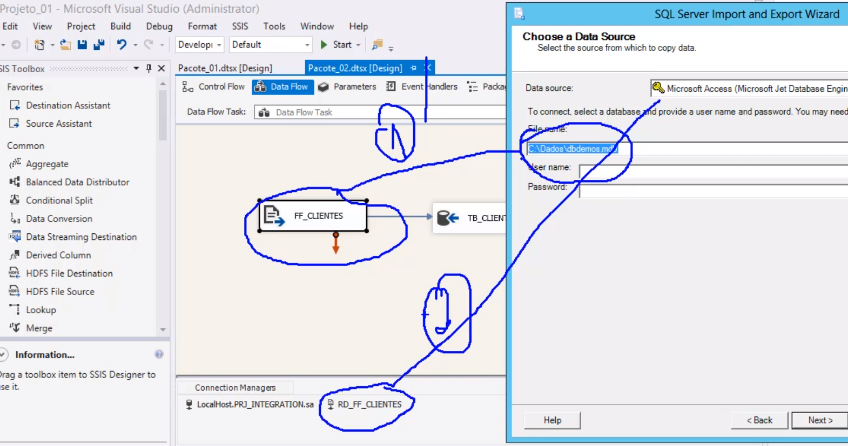 Projeto_01 - Microsoft Visual Studio (Administrator)
Edit View Project Build Debug Format SSIS Tools Window Help
Develop Default Start
SSIS Toolbox
Favorites
Destination Assistant
Source Assistant
Common
Aggregate
Balanced Data Distributor
Conditional Split
Data Conversion
Data Streaming Destination
Derived Column
HDFS File Destination
HDFS File Source
Lookup
Merge
Information...
Drag a toolbox item to SSIS Designer to
use it.
Pacote_01.dtsx [Design] Pacote_02.dtsx [Design]
Control Flow Data Flow Parameters Event Handlers Packa
Data Flow Task: Data Flow Task
FF_CLIENTES
TB_CLIENT
Connection Managers
LocalHost.PRJ_INTEGRATION.sa RD_FF_CLIENTES
SQL Server Import and Export Wizard
Choose a Data Source
Select the source from which to copy data.
Data source: Microsoft Access (Microsoft Jet Database Engin
To connect, select a database and provide a user name and password. You may need
File name:
C:\Dados\dbdemos.md
User name:
Password:
Help < Back Next >